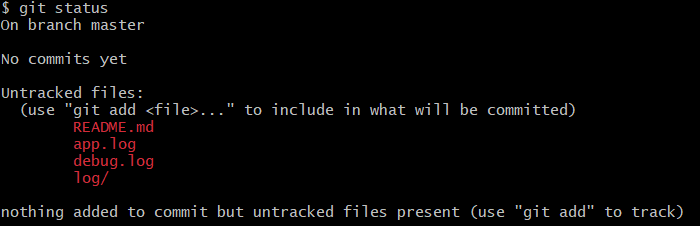 $ git status
On branch master
No commits yet
Untracked files:
(use "git add <file>..." to include in what will be committed)
README.md
app.log
debug.log
log/
nothing added to commit but untracked files present (use "git add" to track)